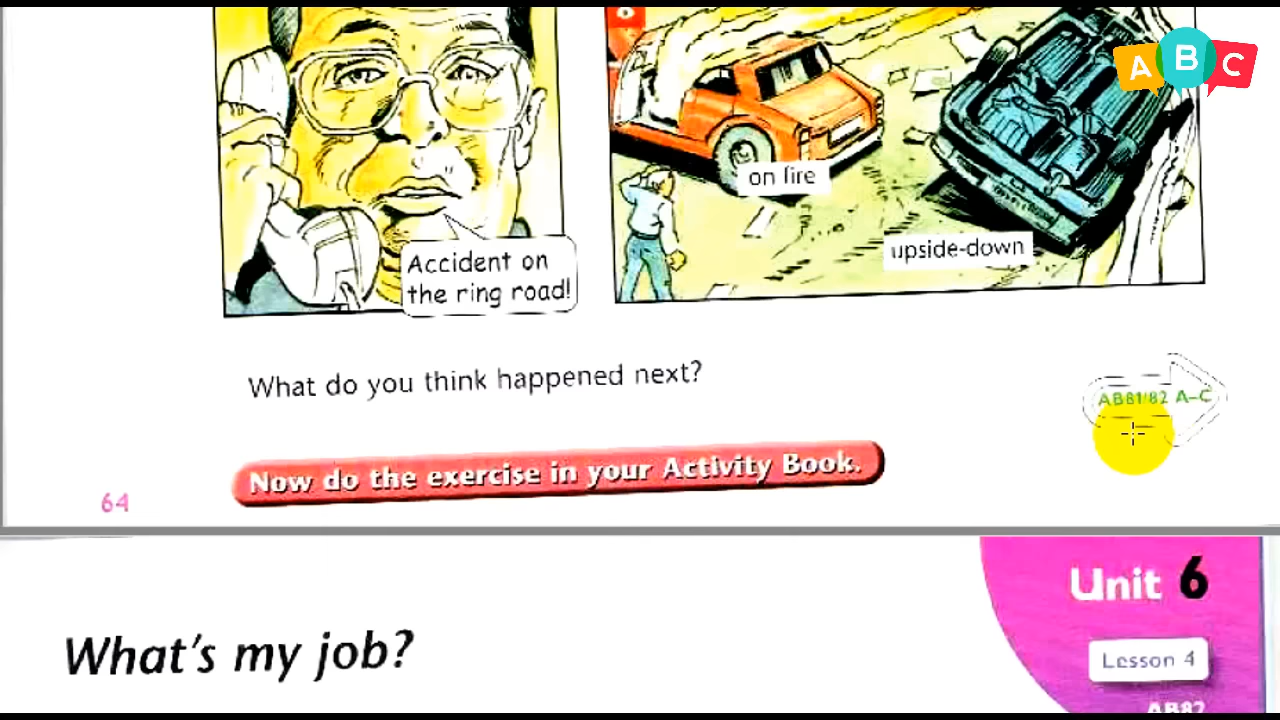 A B C
on fire
upside-down
Accident on
the ring road!
What do you think happened next?
AB81/82 A-C
Now do the exercise in your Activity Book.
64
Unit 6
What's my job?
Lesson 4
AB82